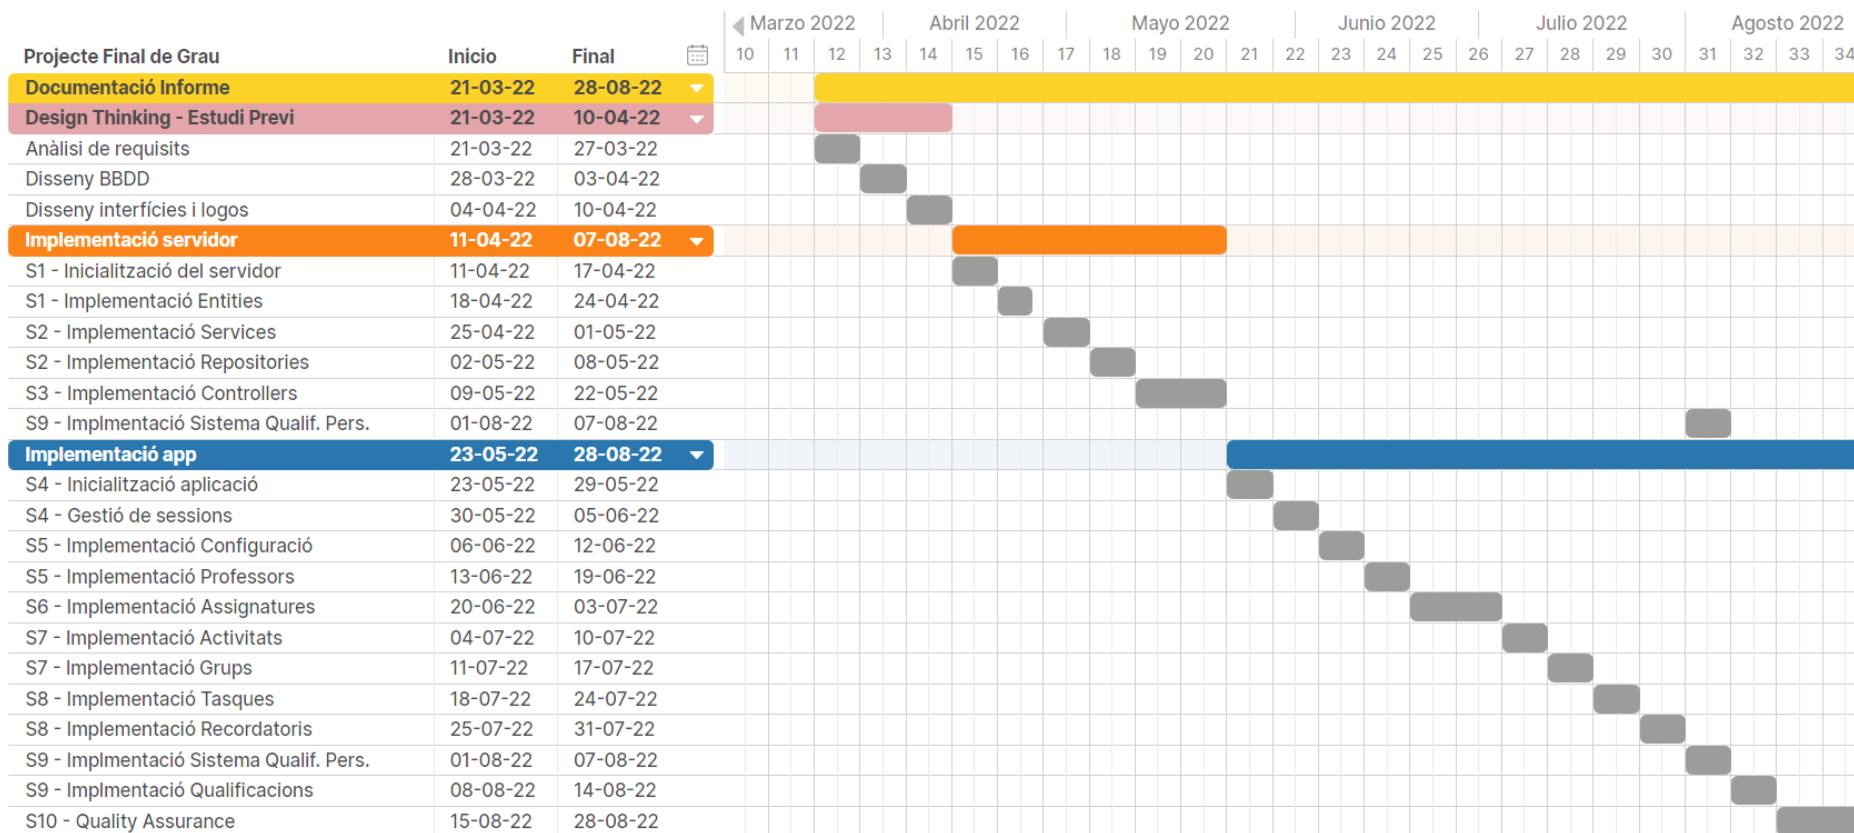 Marzo 2022 Abril 2022 Mayo 2022 Junio 2022 Julio 2022 Agosto 2022
Projecte Final de Grau Inicio Final 10 11 12 13 14 15 16 17 18 19 20 21 22 23 24 25 26 27 28 29 30 31 32 33 34
Documentació Informe 21-03-22 28-08-22
Design Thinking - Estudi Previ 21-03-22 10-04-22
Anàlisi de requisits 21-03-22 27-03-22
Disseny BBDD 28-03-22 03-04-22
Disseny interfícies i logos 04-04-22 10-04-22
Implementació servidor 11-04-22 07-08-22
S1 - Inicialització del servidor 11-04-22 17-04-22
S1 - Implementació Entities 18-04-22 24-04-22
S2 - Implementació Services 25-04-22 01-05-22
S2 - Implementació Repositories 02-05-22 08-05-22
S3 - Implementació Controllers 09-05-22 22-05-22
S9 - Implmentació Sistema Qualif. Pers. 01-08-22 07-08-22
Implementació app 23-05-22 28-08-22
S4 - Inicialització aplicació 23-05-22 29-05-22
S4 - Gestió de sessions 30-05-22 05-06-22
S5 - Implementació Configuració 06-06-22 12-06-22
S5 - Implementació Professors 13-06-22 19-06-22
S6 - Implementació Assignatures 20-06-22 03-07-22
S7 - Implementació Activitats 04-07-22 10-07-22
S7 - Implementació Grups 11-07-22 17-07-22
S8 - Implementació Tasques 18-07-22 24-07-22
S8 - Implementació Recordatoris 25-07-22 31-07-22
S9 - Implmentació Sistema Qualif. Pers. 01-08-22 07-08-22
S9 - Implmentació Qualificacions 08-08-22 14-08-22
S10 - Quality Assurance 15-08-22 28-08-22